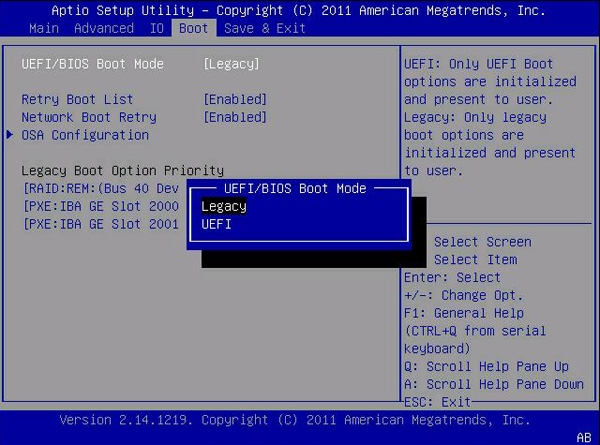 Aptio Setup Utility – Copyright (C) 2011 American Megatrends, Inc.
Main Advanced IO Boot Save & Exit
UEFI/BIOS Boot Mode [Legacy]
Retry Boot List [Enabled]
Network Boot Retry [Enabled]
OSA Configuration
Legacy Boot Option Priority
[RAID:REM:(Bus 40 Dev
[PXE:IBA GE Slot 2000
[PXE:IBA GE Slot 2001
UEFI/BIOS Boot Mode
Legacy
UEFI
UEFI: Only UEFI Boot
options are initialized
and present to user.
Legacy: Only legacy
boot options are
initialized and present
to user.
Select Screen
Select Item
Enter: Select
+/-: Change Opt.
F1: General Help
(CTRL+Q from serial
keyboard)
Q: Scroll Help Pane Up
A: Scroll Help Pane Down
ESC: Exit
Version 2.14.1219. Copyright (C) 2011 American Megatrends, Inc.
AB